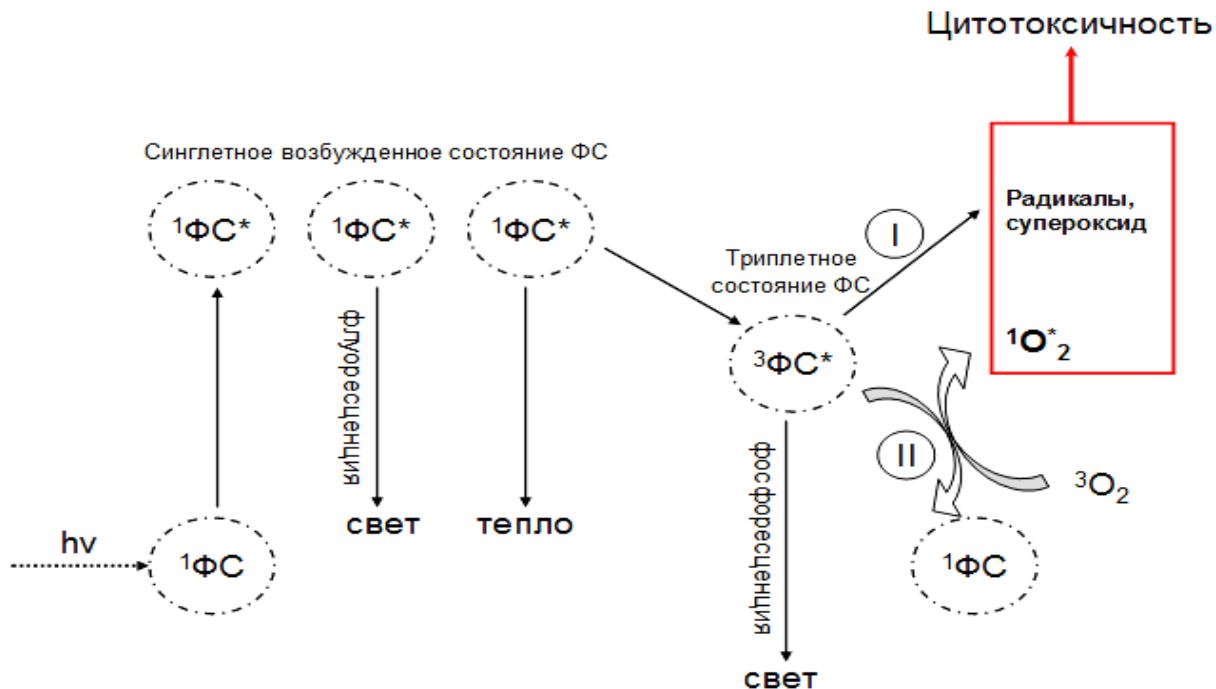 Цитотоксичность
Синглетное возбужденное состояние ФС
¹ФС*
¹ФС*
¹ФС*
Радикалы,
супероксид
I
Триплетное
состояние ФС
¹O*₂
³ФС*
флуоресценция
II
³O₂
фосфоресценция
свет
тепло
hν
¹ФС
¹ФС
свет